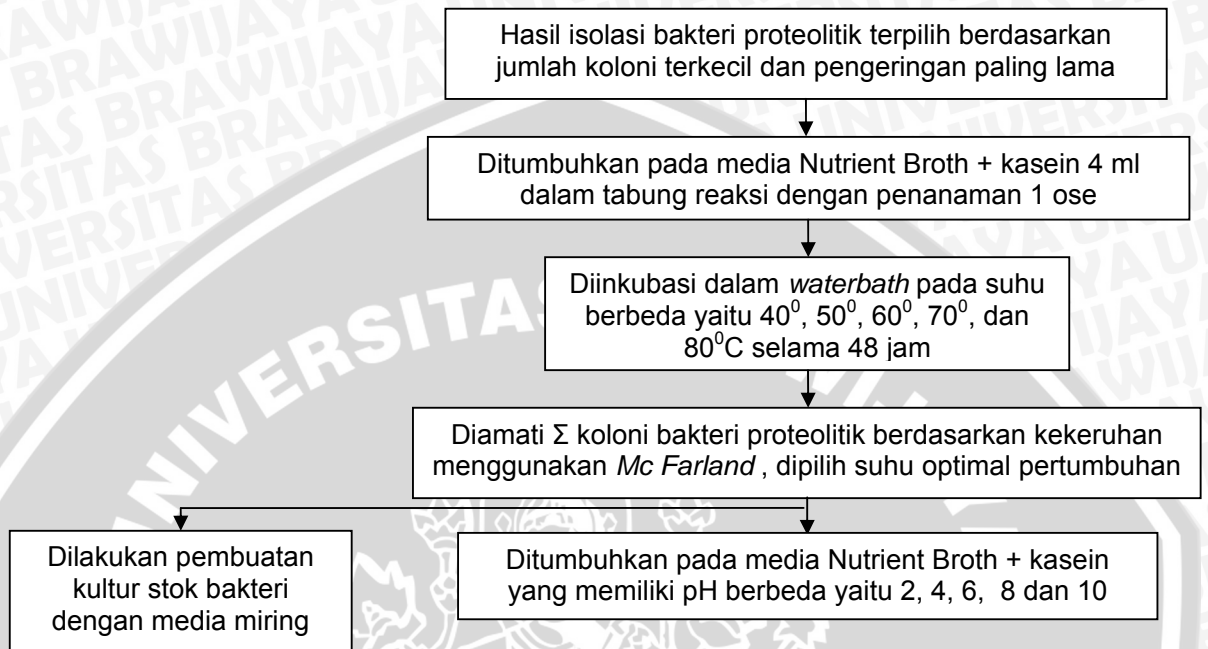 Hasil isolasi bakteri proteolitik terpilih berdasarkan
jumlah koloni terkecil dan pengeringan paling lama
Ditumbuhkan pada media Nutrient Broth + kasein 4 ml
dalam tabung reaksi dengan penanaman 1 ose
Diinkubasi dalam waterbath pada suhu
berbeda yaitu 40⁰, 50⁰, 60⁰, 70⁰, dan
80⁰C selama 48 jam
Diamati Σ koloni bakteri proteolitik berdasarkan kekeruhan
menggunakan Mc Farland , dipilih suhu optimal pertumbuhan
Dilakukan pembuatan
kultur stok bakteri
dengan media miring
Ditumbuhkan pada media Nutrient Broth + kasein
yang memiliki pH berbeda yaitu 2, 4, 6, 8 dan 10